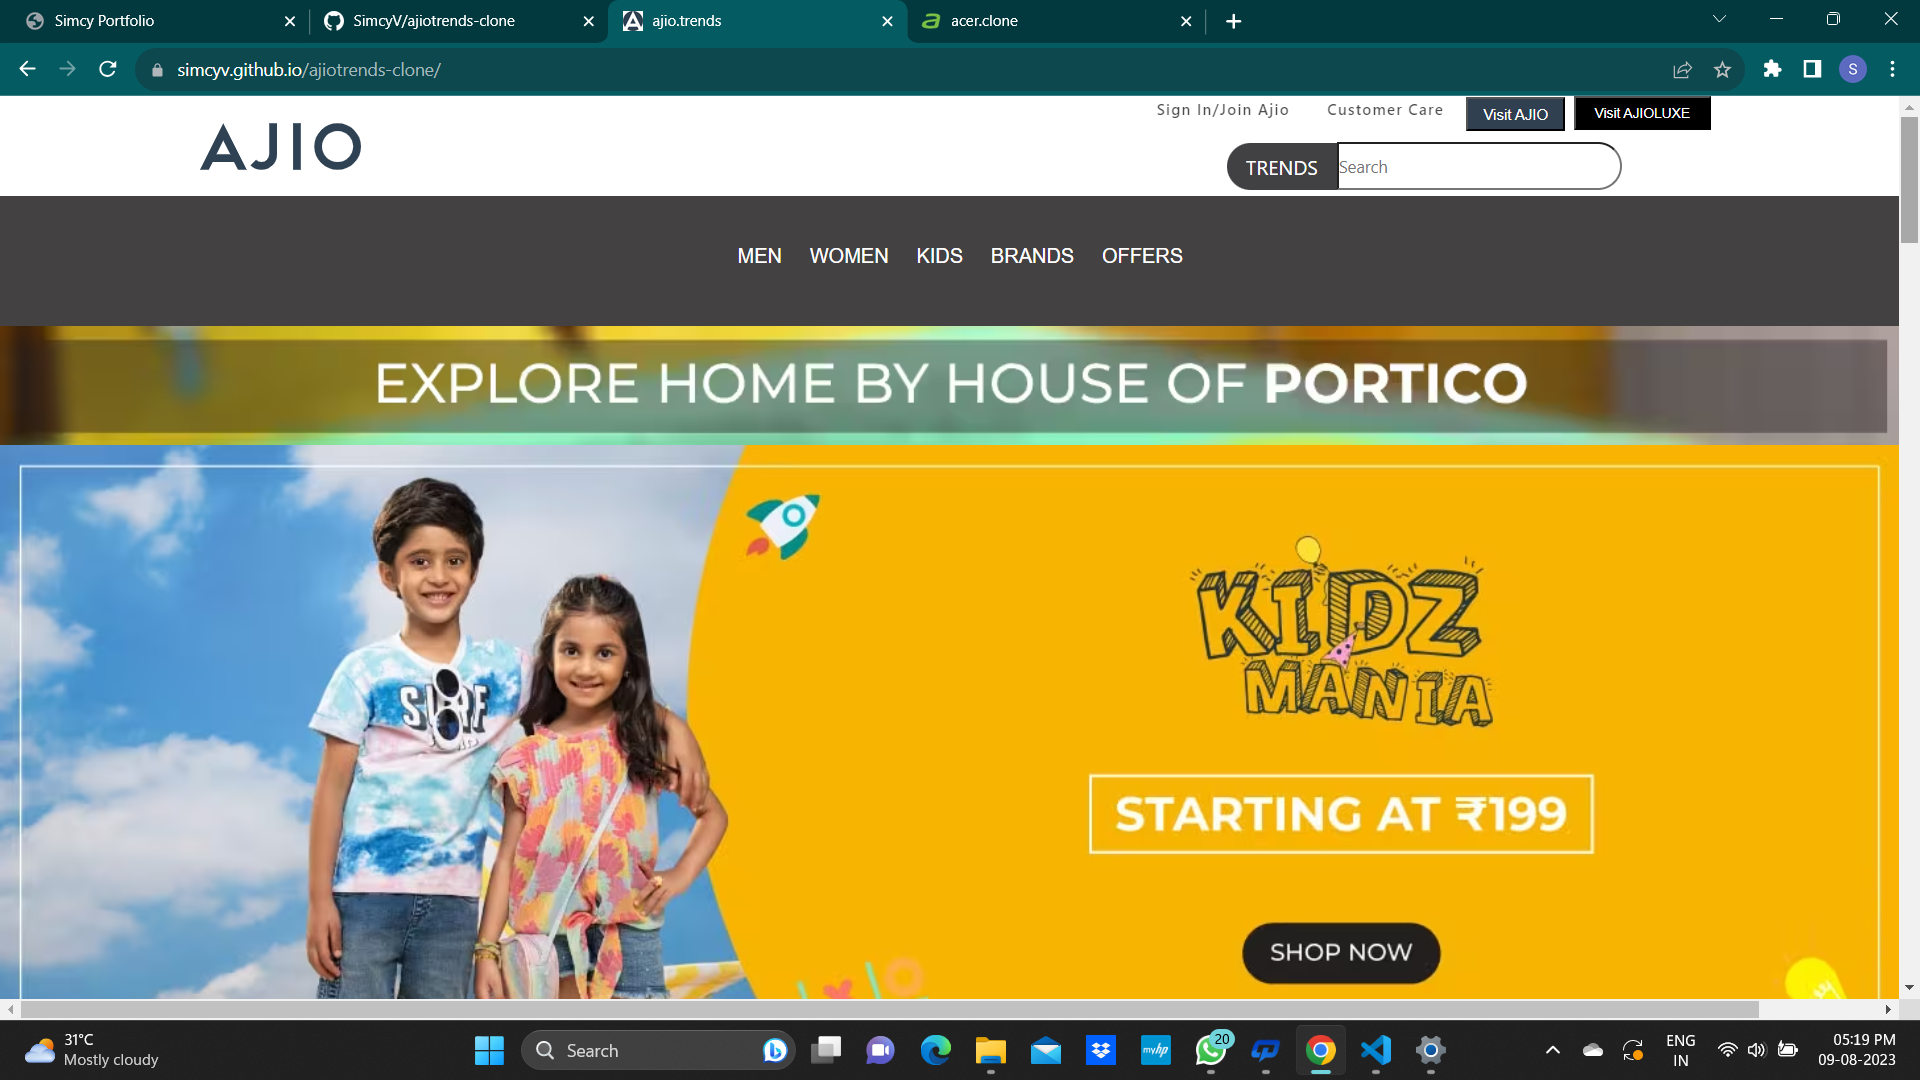 Simcy Portfolio
SimcyV/ajiotrends-clone
ajio.trends
acer.clone
simcyv.github.io/ajiotrends-clone/
S
AJIO
Sign In/Join Ajio
Customer Care
Visit AJIO
Visit AJIOLUXE
TRENDS
Search
MEN
WOMEN
KIDS
BRANDS
OFFERS
EXPLORE HOME BY HOUSE OF PORTICO
SURF
KIDZ
MANIA
STARTING AT ₹199
SHOP NOW
31°C
Mostly cloudy
Search
myhp
20
ENG
IN
05:19 PM
09-08-2023